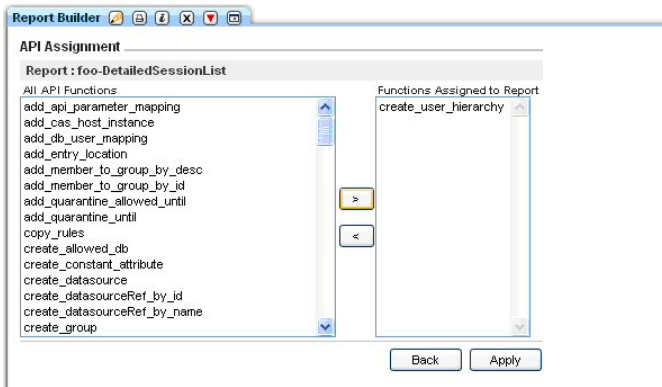 Report Builder
API Assignment
Report : foo-DetailedSessionList
All API Functions
add_api_parameter_mapping
add_cas_host_instance
add_db_user_mapping
add_entry_location
add_member_to_group_by_desc
add_member_to_group_by_id
add_quarantine_allowed_until
add_quarantine_until
copy_rules
create_allowed_db
create_constant_attribute
create_datasource
create_datasourceRef_by_id
create_datasourceRef_by_name
create_group
>
<
Functions Assigned to Report
create_user_hierarchy
Back
Apply